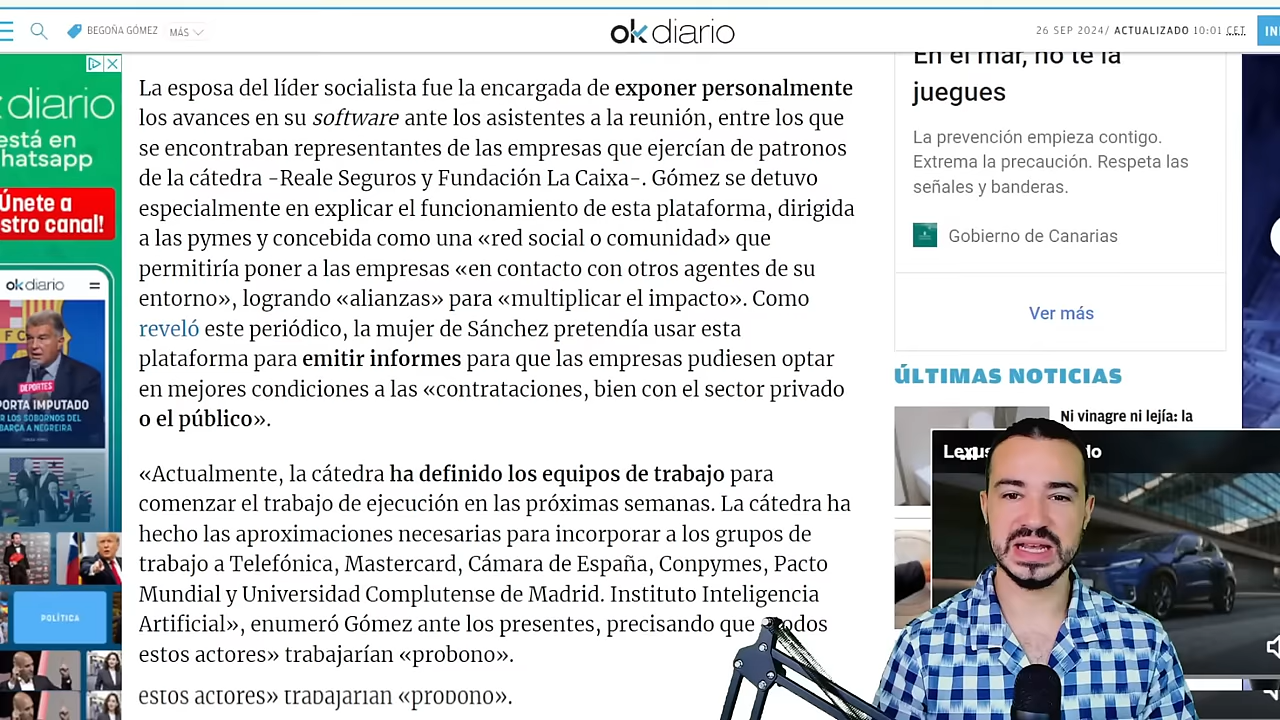 BEGOÑA GÓMEZ
MÁS
okdiario
26 SEP 2024/ ACTUALIZADO 10:01 CET
diario
está en
hatsapp
Únete a
stro canal!
okdiario
DEPORTES
PORTA IMPUTADO
POLÍTICA
La esposa del líder socialista fue la encargada de exponer personalmente
los avances en su software ante los asistentes a la reunión, entre los que
se encontraban representantes de las empresas que ejercían de patronos
de la cátedra -Reale Seguros y Fundación La Caixa-. Gómez se detuvo
especialmente en explicar el funcionamiento de esta plataforma, dirigida
a las pymes y concebida como una «red social o comunidad» que
permitiría poner a las empresas «en contacto con otros agentes de su
entorno», logrando «alianzas» para «multiplicar el impacto». Como
reveló este periódico, la mujer de Sánchez pretendía usar esta
plataforma para emitir informes para que las empresas pudiesen optar
en mejores condiciones a las «contrataciones, bien con el sector privado
o el público».
«Actualmente, la cátedra ha definido los equipos de trabajo para
comenzar el trabajo de ejecución en las próximas semanas. La cátedra ha
hecho las aproximaciones necesarias para incorporar a los grupos de
trabajo a Telefónica, Mastercard, Cámara de España, Conpymes, Pacto
Mundial y Universidad Complutense de Madrid. Instituto Inteligencia
Artificial», enumeró Gómez ante los presentes, precisando que odos
estos actores» trabajarían «probono».
estos actores» trabajarían «probono».
En el mar, no te la
juegues
La prevención empieza contigo.
Extrema la precaución. Respeta las
señales y banderas.
Gobierno de Canarias
Ver más
ÚLTIMAS NOTICIAS
Ni vinagre ni lejía: la